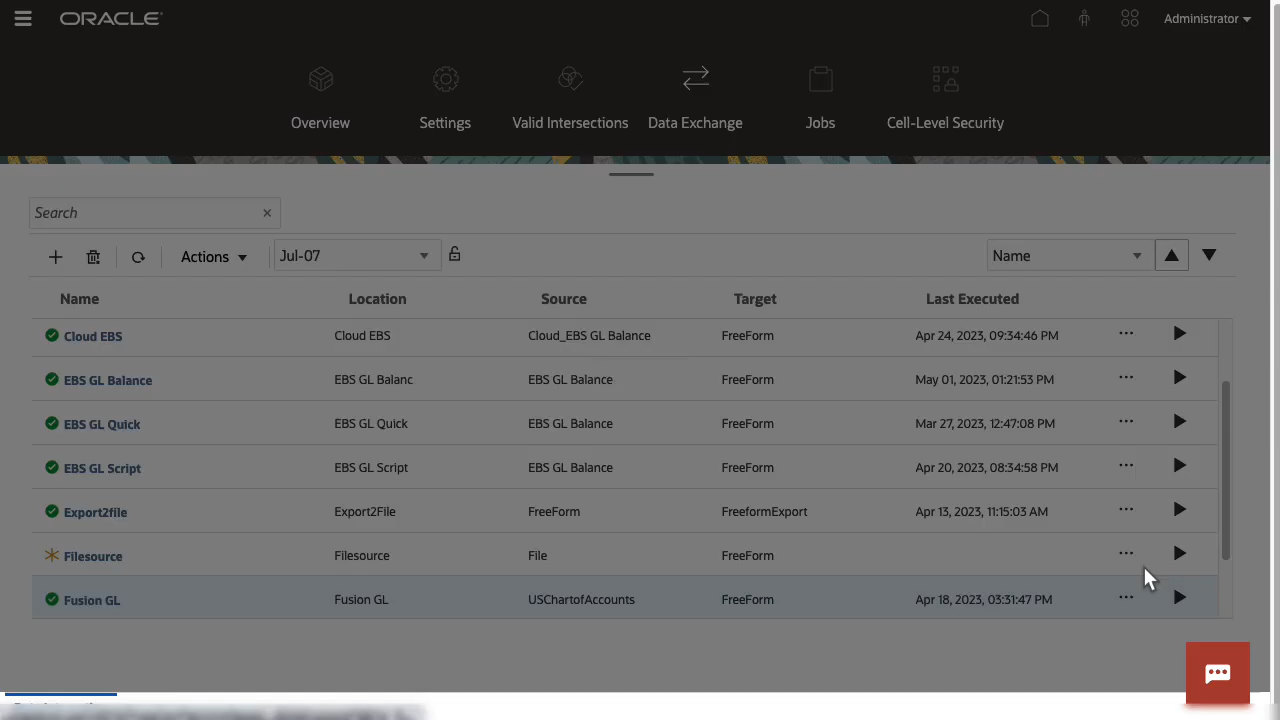 ORACLE
Administrator
Overview Settings Valid Intersections Data Exchange Jobs Cell-Level Security
Search
Actions Jul-07 Name
Name Location Source Target Last Executed
Cloud EBS Cloud EBS Cloud_EBS GL Balance FreeForm Apr 24, 2023, 09:34:46 PM
EBS GL Balance EBS GL Balanc EBS GL Balance FreeForm May 01, 2023, 01:21:53 PM
EBS GL Quick EBS GL Quick EBS GL Balance FreeForm Mar 27, 2023, 12:47:08 PM
EBS GL Script EBS GL Script EBS GL Balance FreeForm Apr 20, 2023, 08:34:58 PM
Export2file Export2File FreeForm FreeformExport Apr 13, 2023, 11:15:03 AM
Filesource Filesource File FreeForm
Fusion GL Fusion GL USChartofAccounts FreeForm Apr 18, 2023, 03:31:47 PM